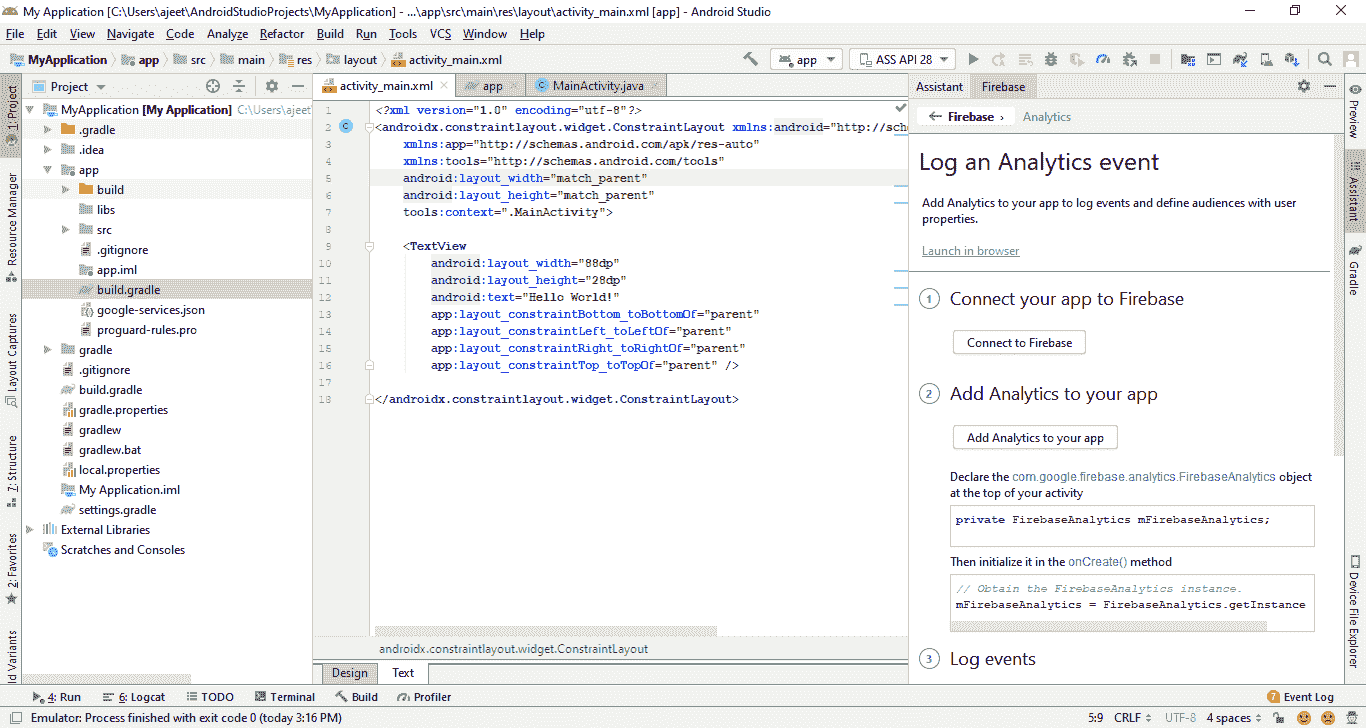 My Application [C:\Users\ajeet\AndroidStudioProjects\MyApplication] - ...\app\src\main\res\layout\activity_main.xml [app] - Android Studio
File Edit View Navigate Code Analyze Refactor Build Run Tools VCS Window Help
MyApplication app src main res layout activity_main.xml app ASS API 28
1: Project
Resource Manager
Layout Captures
7: Structure
2: Favorites
ld Variants
Project
MyApplication [My Application] C:\Users\ajeet
.gradle
.idea
app
build
libs
src
.gitignore
app.iml
build.gradle
google-services.json
proguard-rules.pro
gradle
.gitignore
build.gradle
gradle.properties
gradlew
gradlew.bat
local.properties
My Application.iml
settings.gradle
External Libraries
Scratches and Consoles
activity_main.xml app MainActivity.java
1 <?xml version="1.0" encoding="utf-8"?>
2 <androidx.constraintlayout.widget.ConstraintLayout xmlns:android="http://sch
3 xmlns:app="http://schemas.android.com/apk/res-auto"
4 xmlns:tools="http://schemas.android.com/tools"
5 android:layout_width="match_parent"
6 android:layout_height="match_parent"
7 tools:context=".MainActivity">
8
9 <TextView
10 android:layout_width="88dp"
11 android:layout_height="28dp"
12 android:text="Hello World!"
13 app:layout_constraintBottom_toBottomOf="parent"
14 app:layout_constraintLeft_toLeftOf="parent"
15 app:layout_constraintRight_toRightOf="parent"
16 app:layout_constraintTop_toTopOf="parent" />
17
18 </androidx.constraintlayout.widget.ConstraintLayout>
androidx.constraintlayout.widget.ConstraintLayout
Design Text
Assistant Firebase
Firebase › Analytics
Log an Analytics event
Add Analytics to your app to log events and define audiences with user
properties.
Launch in browser
1 Connect your app to Firebase
Connect to Firebase
2 Add Analytics to your app
Add Analytics to your app
Declare the com.google.firebase.analytics.FirebaseAnalytics object
at the top of your activity
private FirebaseAnalytics mFirebaseAnalytics;
Then initialize it in the onCreate() method
// Obtain the FirebaseAnalytics instance.
mFirebaseAnalytics = FirebaseAnalytics.getInstance
3 Log events
Preview
Assistant
Gradle
Device File Explorer
4: Run 6: Logcat TODO Terminal Build Profiler 7 Event Log
Emulator: Process finished with exit code 0 (today 3:16 PM) 5:9 CRLF UTF-8 4 spaces